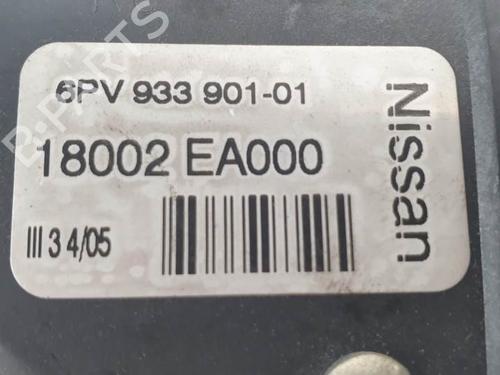 6PV 933 901-01
18002 EA000
III 3 4/05
Nissan
B-PARTS